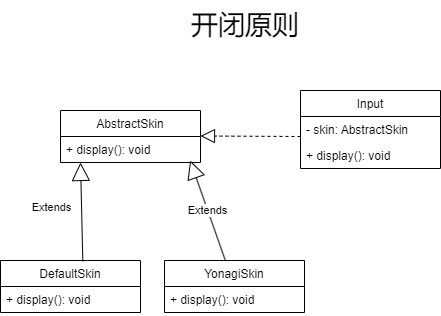 开闭原则
Input
- skin: AbstractSkin
+ display(): void
AbstractSkin
+ display(): void
Extends
Extends
DefaultSkin
+ display(): void
YonagiSkin
+ display(): void